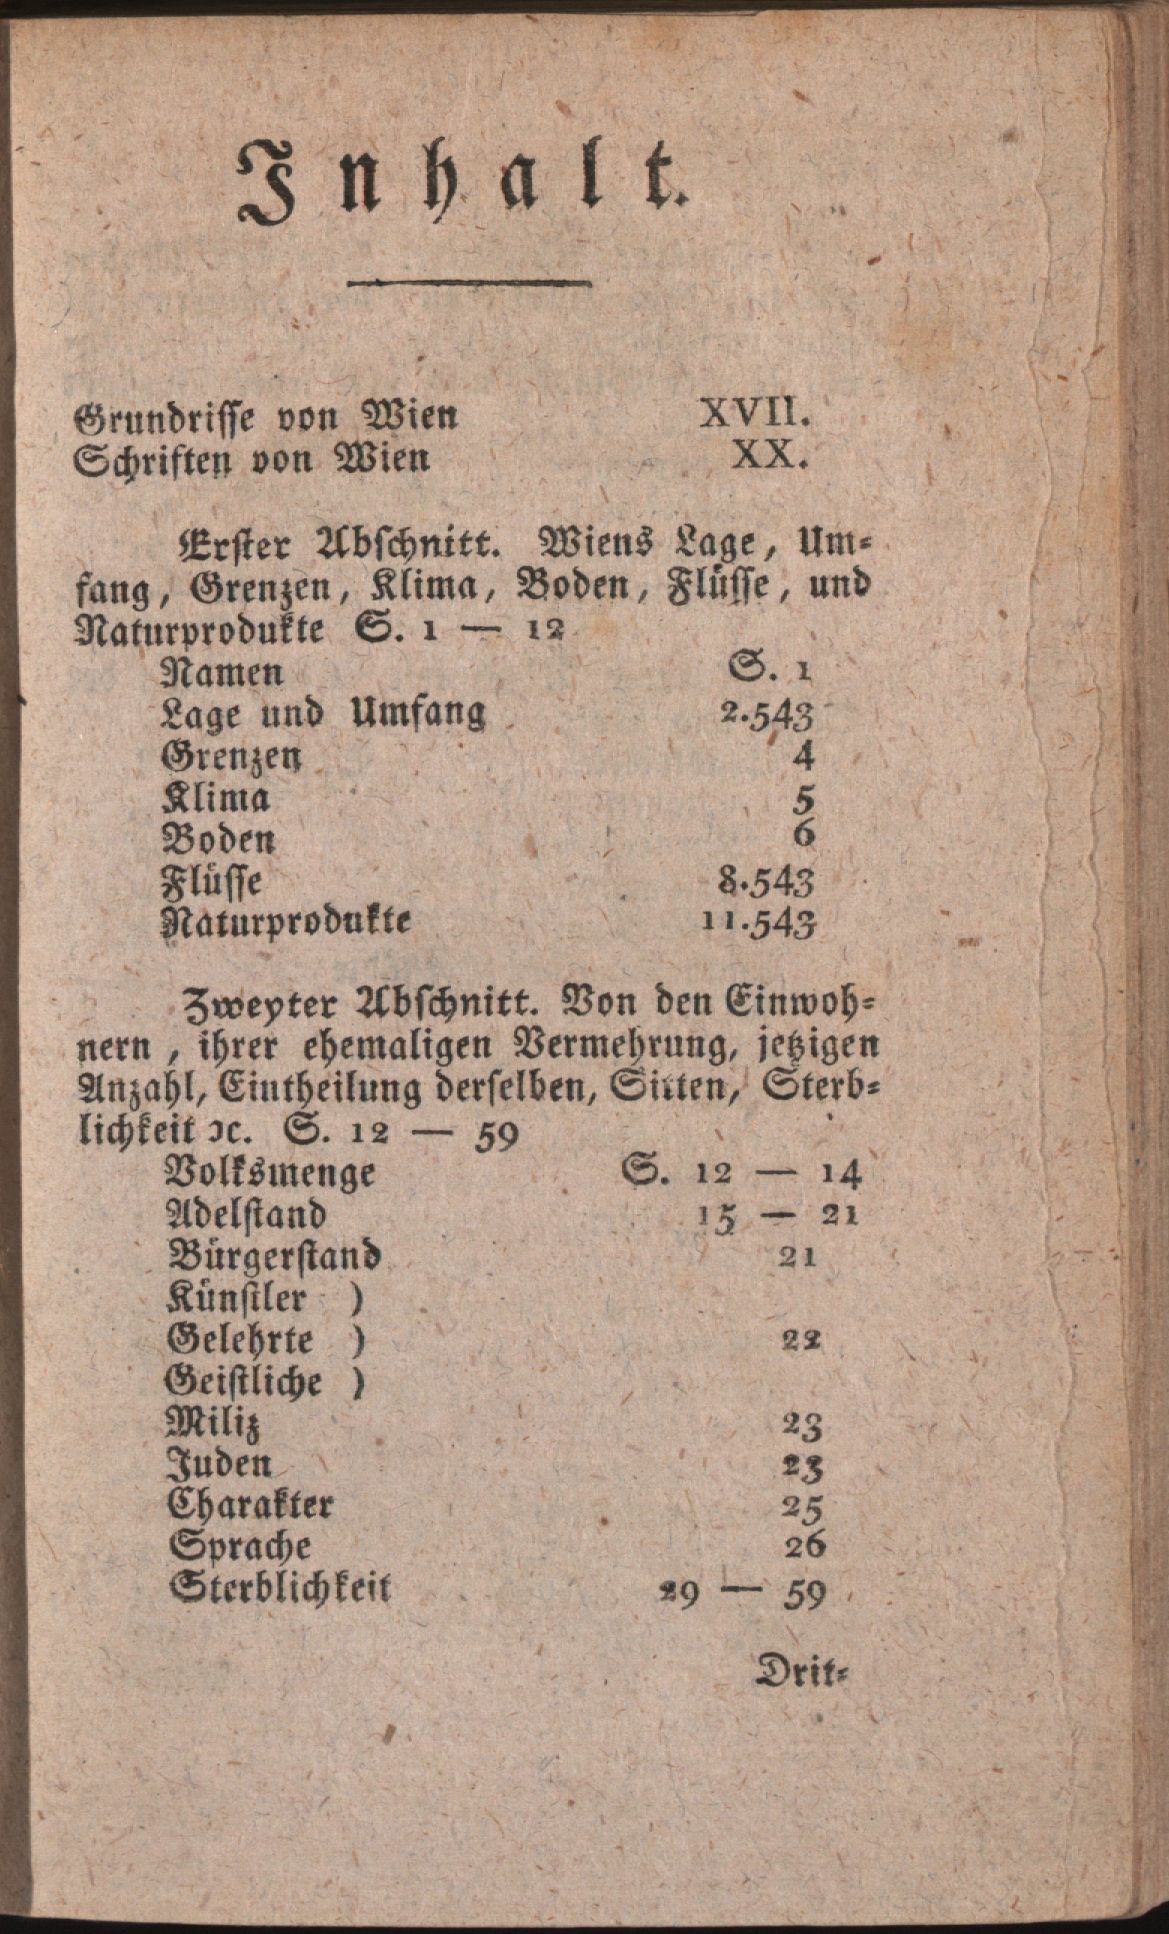 Inhalt.
Grundrisse von Wien XVII.
Schriften von Wien XX.
Erster Abschnitt. Wiens Lage, Um-
fang, Grenzen, Klima, Boden, Flüsse, und
Naturprodukte S. 1 — 12
Namen S. 1
Lage und Umfang 2.543
Grenzen 4
Klima 5
Boden 6
Flüsse 8.543
Naturprodukte 11.543
Zweyter Abschnitt. Von den Einwoh-
nern, ihrer ehemaligen Vermehrung, jetzigen
Anzahl, Eintheilung derselben, Sitten, Sterb-
lichkeit ꝛc. S. 12 — 59
Volksmenge S. 12 — 14
Adelstand 15 — 21
Bürgerstand 21
Künstler )
Gelehrte ) 22
Geistliche )
Miliz 23
Juden 23
Charakter 25
Sprache 26
Sterblichkeit 29 — 59
Drit-